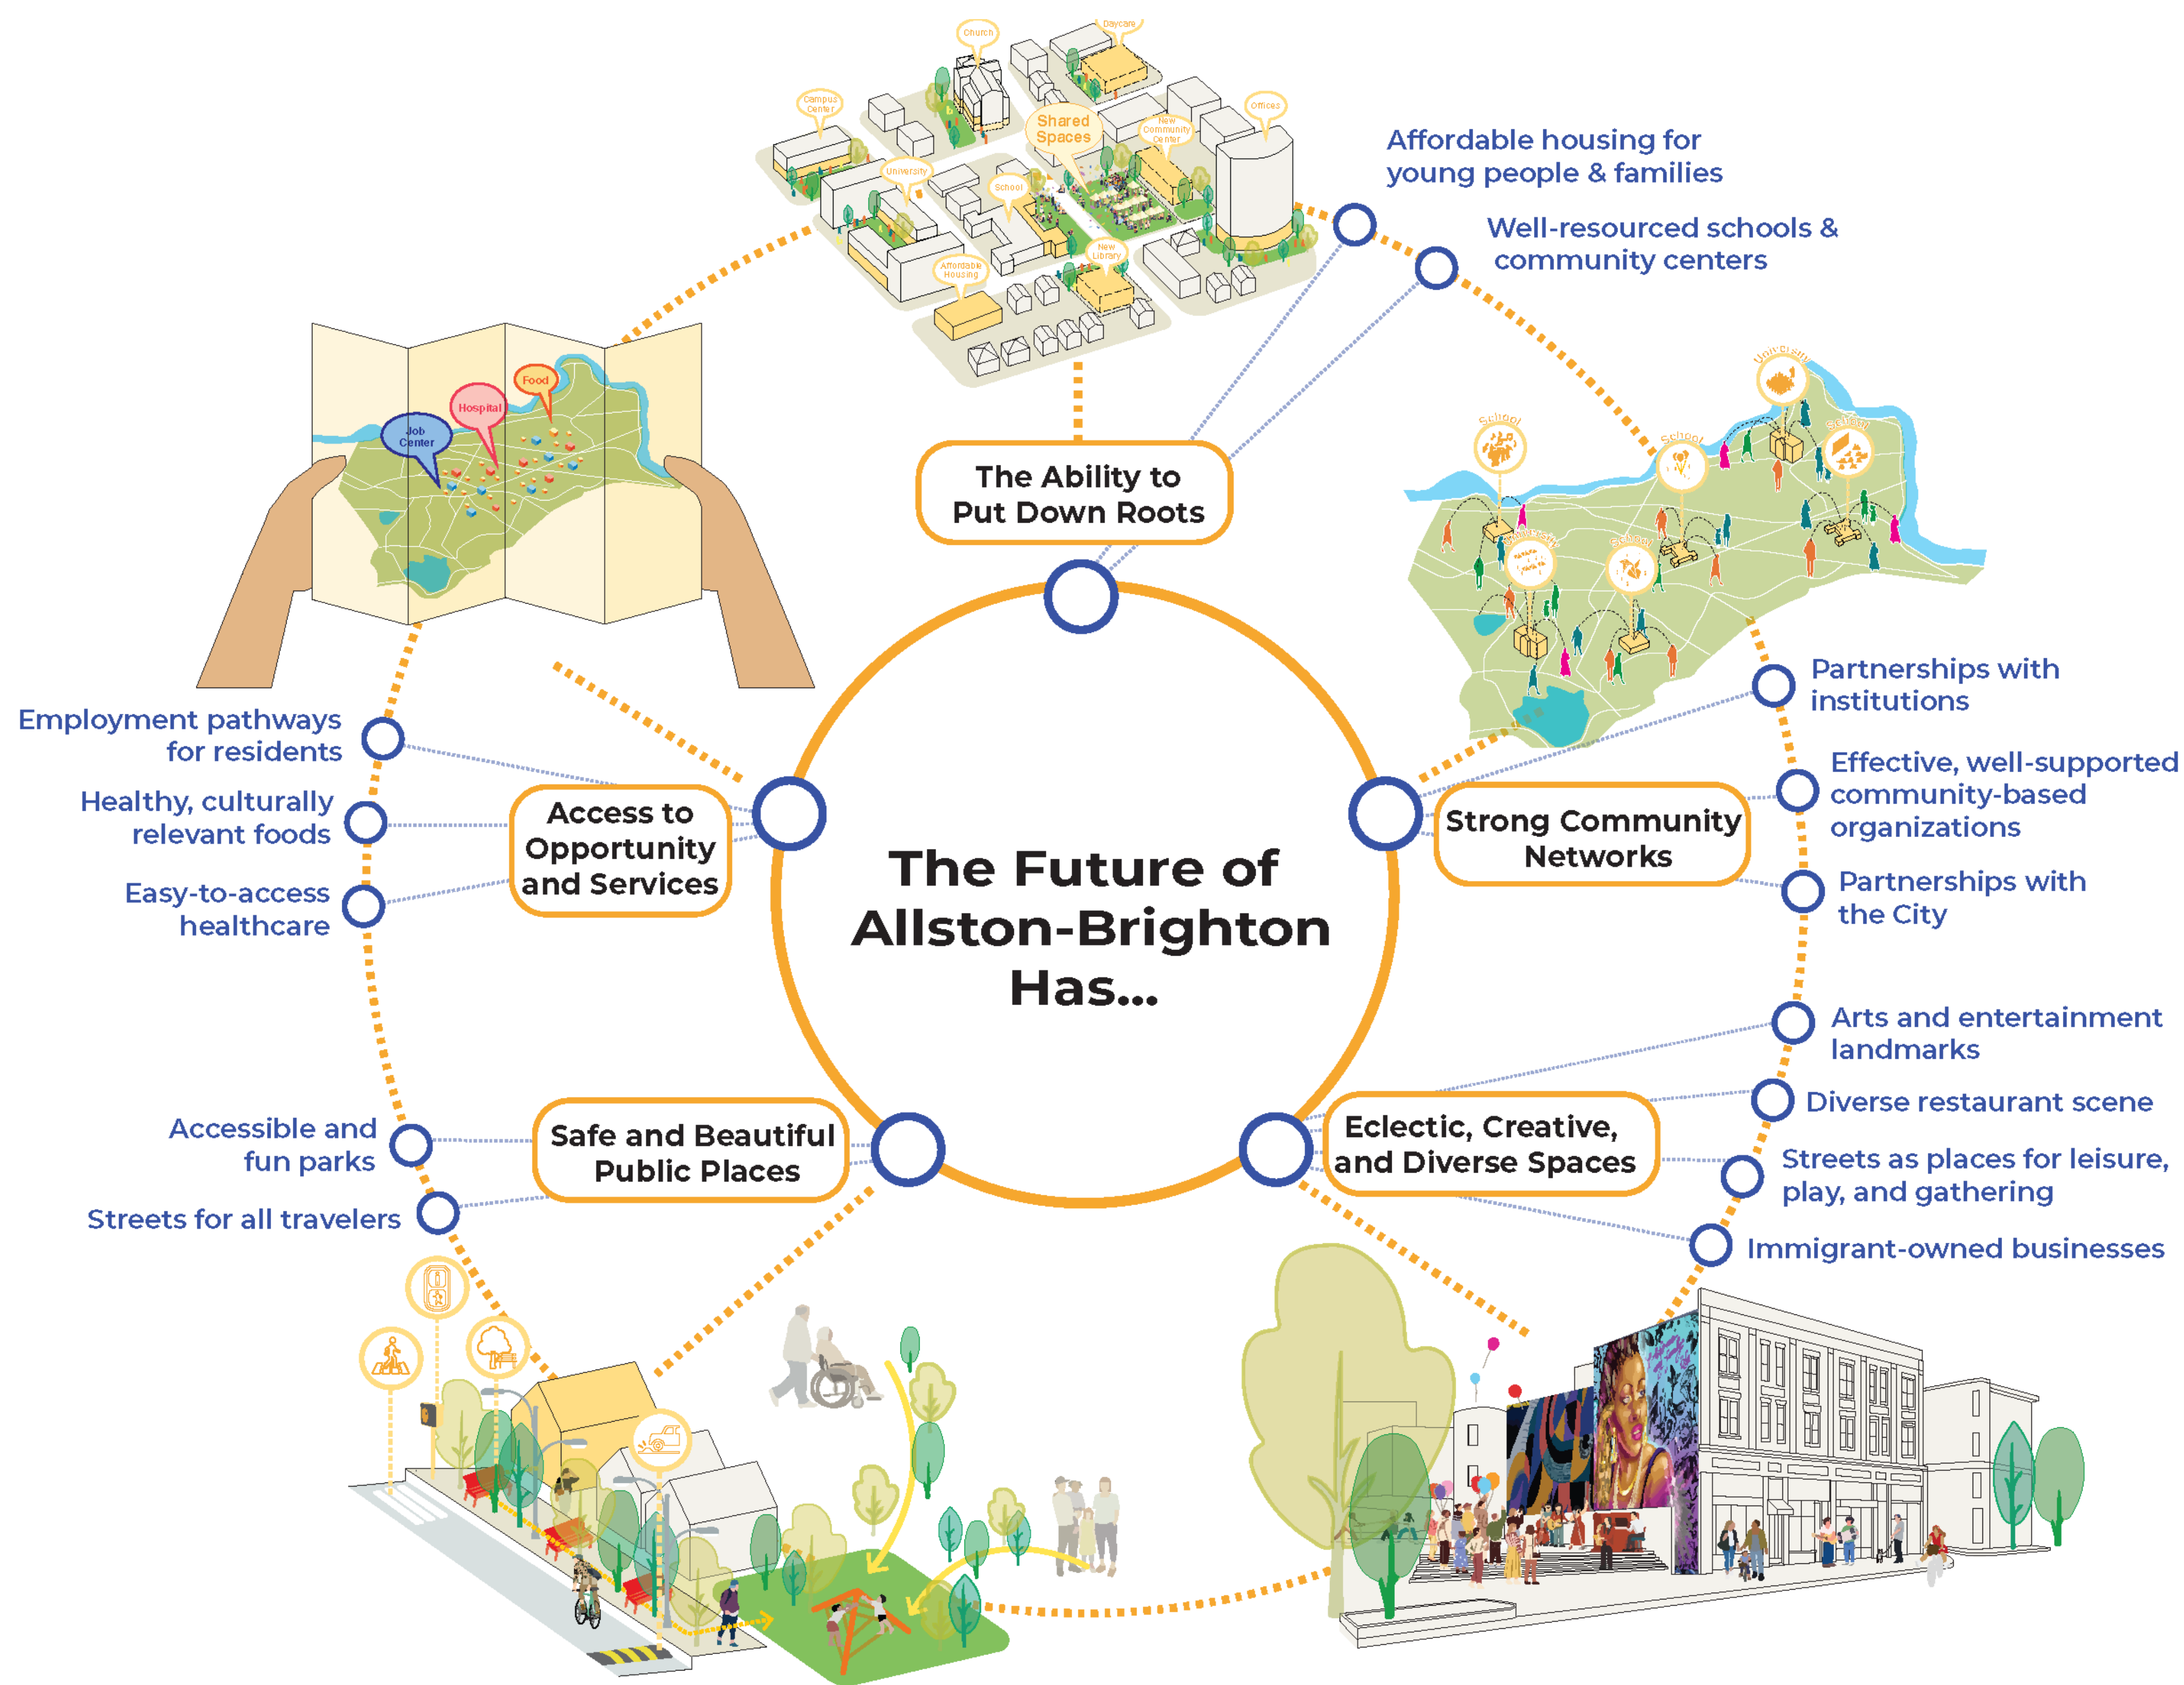 Church
Daycare
Campus
Center
Offices
Shared
Spaces
New
Community
Center
University
School
New
Library
Affordable
Housing
Affordable housing for
young people & families
Well-resourced schools &
community centers
The Ability to
Put Down Roots
Food
Hospital
Job
Center
University
School
School
School
University
School
Partnerships with
institutions
Effective, well-supported
community-based
organizations
Partnerships with
the City
Strong Community
Networks
Employment pathways
for residents
Healthy, culturally
relevant foods
Easy-to-access
healthcare
Access to
Opportunity
and Services
The Future of
Allston-Brighton
Has...
Arts and entertainment
landmarks
Diverse restaurant scene
Streets as places for leisure,
play, and gathering
Immigrant-owned businesses
Eclectic, Creative,
and Diverse Spaces
Safe and Beautiful
Public Places
Accessible and
fun parks
Streets for all travelers